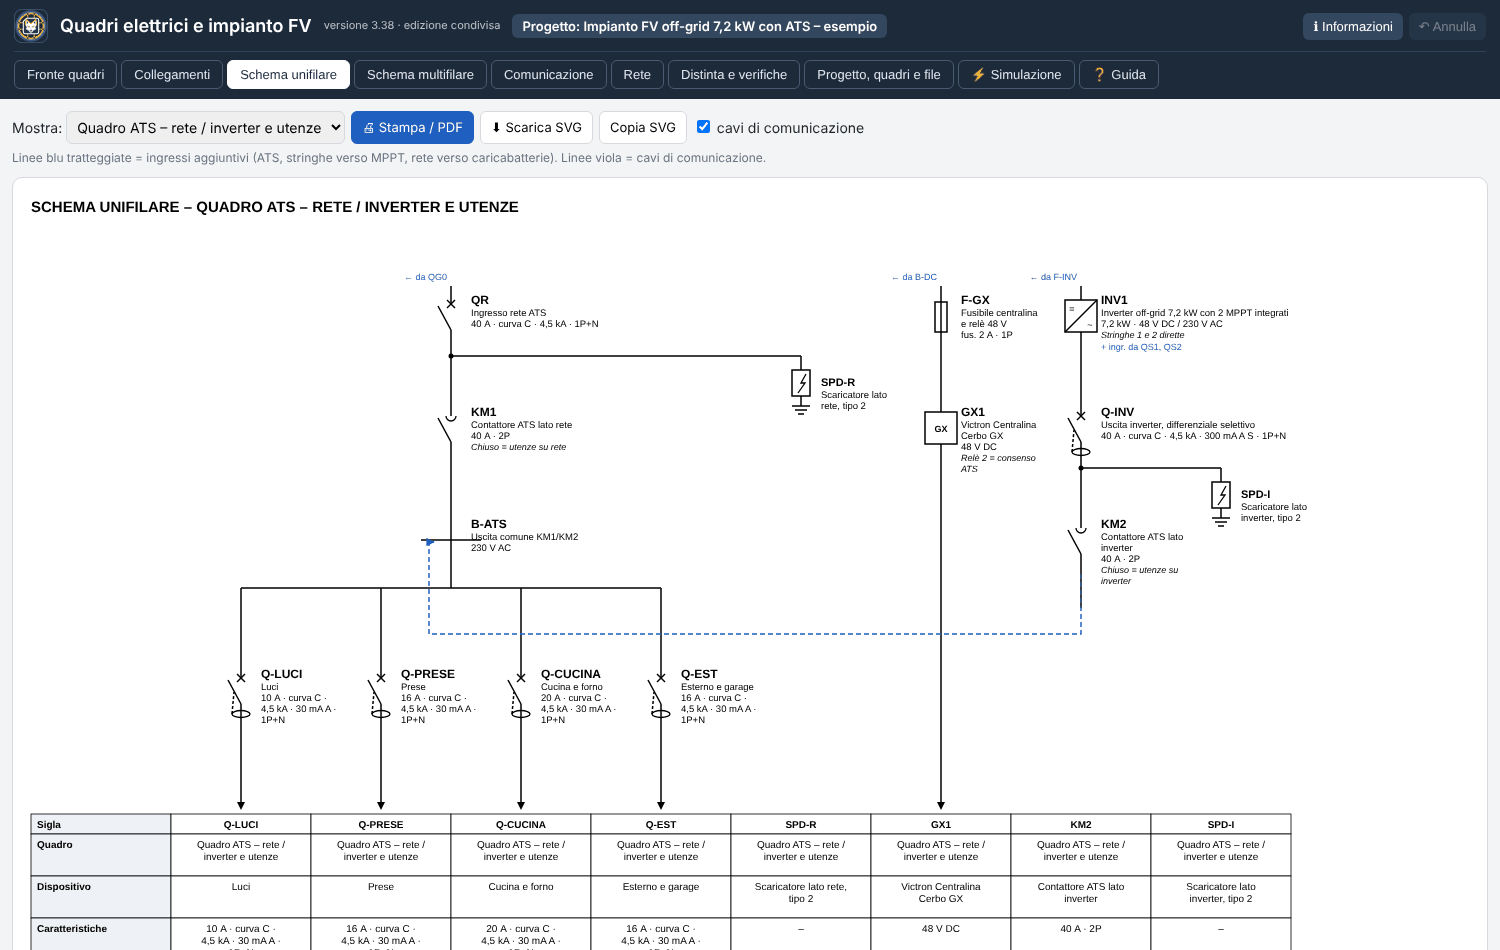 Quadri elettrici e impianto FV
versione 3.38 · edizione condivisa
Progetto: Impianto FV off-grid 7,2 kW con ATS – esempio
ℹ Informazioni
↶ Annulla
Fronte quadri
Collegamenti
Schema unifilare
Schema multifilare
Comunicazione
Rete
Distinta e verifiche
Progetto, quadri e file
⚡ Simulazione
❓ Guida
Mostra:
Quadro ATS – rete / inverter e utenze
🖨 Stampa / PDF
⬇ Scarica SVG
Copia SVG
cavi di comunicazione
Linee blu tratteggiate = ingressi aggiuntivi (ATS, stringhe verso MPPT, rete verso caricabatterie). Linee viola = cavi di comunicazione.
SCHEMA UNIFILARE – QUADRO ATS – RETE / INVERTER E UTENZE
← da QG0
← da B-DC
← da F-INV
QR
Ingresso rete ATS
40 A · curva C · 4,5 kA · 1P+N
F-GX
Fusibile centralina
e relè 48 V
fus. 2 A · 1P
=
~
INV1
Inverter off-grid 7,2 kW con 2 MPPT integrati
7,2 kW · 48 V DC / 230 V AC
Stringhe 1 e 2 dirette
+ ingr. da QS1, QS2
SPD-R
Scaricatore lato
rete, tipo 2
KM1
Contattore ATS lato rete
40 A · 2P
Chiuso = utenze su rete
GX
GX1
Victron Centralina
Cerbo GX
48 V DC
Relè 2 = consenso
ATS
Q-INV
Uscita inverter, differenziale selettivo
40 A · curva C · 4,5 kA · 300 mA A S · 1P+N
SPD-I
Scaricatore lato
inverter, tipo 2
B-ATS
Uscita comune KM1/KM2
230 V AC
KM2
Contattore ATS lato
inverter
40 A · 2P
Chiuso = utenze su
inverter
Q-LUCI
Luci
10 A · curva C ·
4,5 kA · 30 mA A ·
1P+N
Q-PRESE
Prese
16 A · curva C ·
4,5 kA · 30 mA A ·
1P+N
Q-CUCINA
Cucina e forno
20 A · curva C ·
4,5 kA · 30 mA A ·
1P+N
Q-EST
Esterno e garage
16 A · curva C ·
4,5 kA · 30 mA A ·
1P+N
Sigla Q-LUCI Q-PRESE Q-CUCINA Q-EST SPD-R GX1 KM2 SPD-I
Quadro Quadro ATS – rete / Quadro ATS – rete / Quadro ATS – rete / Quadro ATS – rete / Quadro ATS – rete / Quadro ATS – rete / Quadro ATS – rete / Quadro ATS – rete /
inverter e utenze inverter e utenze inverter e utenze inverter e utenze inverter e utenze inverter e utenze inverter e utenze inverter e utenze
Dispositivo Luci Prese Cucina e forno Esterno e garage Scaricatore lato rete, Victron Centralina Contattore ATS lato Scaricatore lato
tipo 2 Cerbo GX inverter inverter, tipo 2
Caratteristiche 10 A · curva C · 16 A · curva C · 20 A · curva C · 16 A · curva C · – 48 V DC 40 A · 2P –
4,5 kA · 30 mA A · 4,5 kA · 30 mA A · 4,5 kA · 30 mA A · 4,5 kA · 30 mA A ·